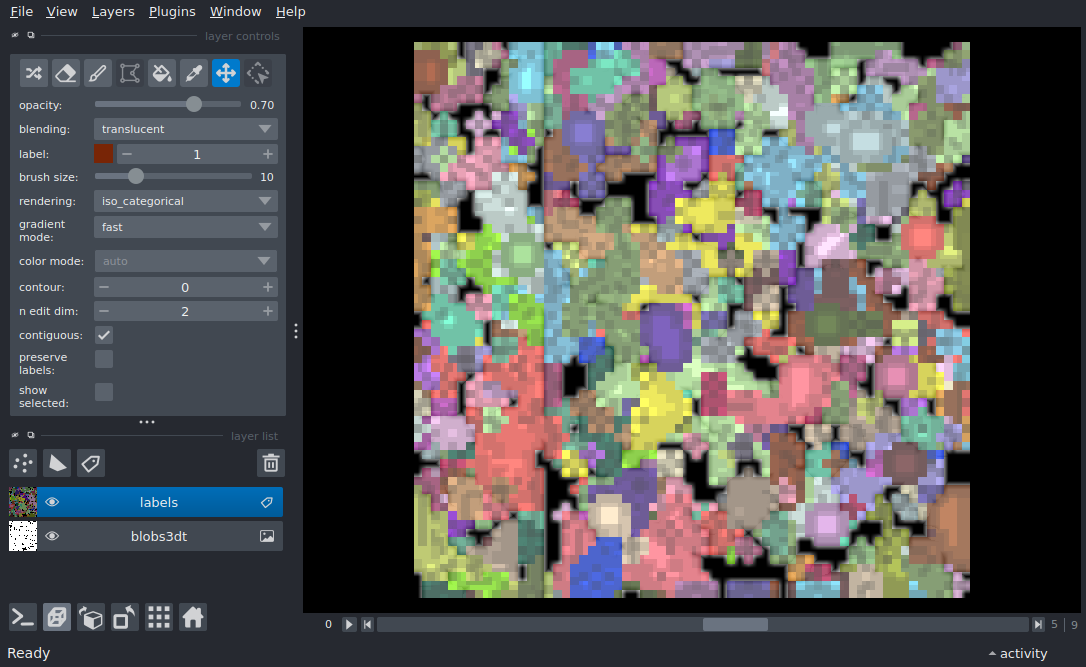 File View Layers Plugins Window Help
layer controls
opacity: 0.70
blending: translucent
label: 1
brush size: 10
rendering: iso_categorical
gradient
mode: fast
color mode: auto
contour: 0
n edit dim: 2
contiguous:
preserve
labels:
show
selected:
layer list
labels
blobs3dt
0 5 | 9
Ready activity